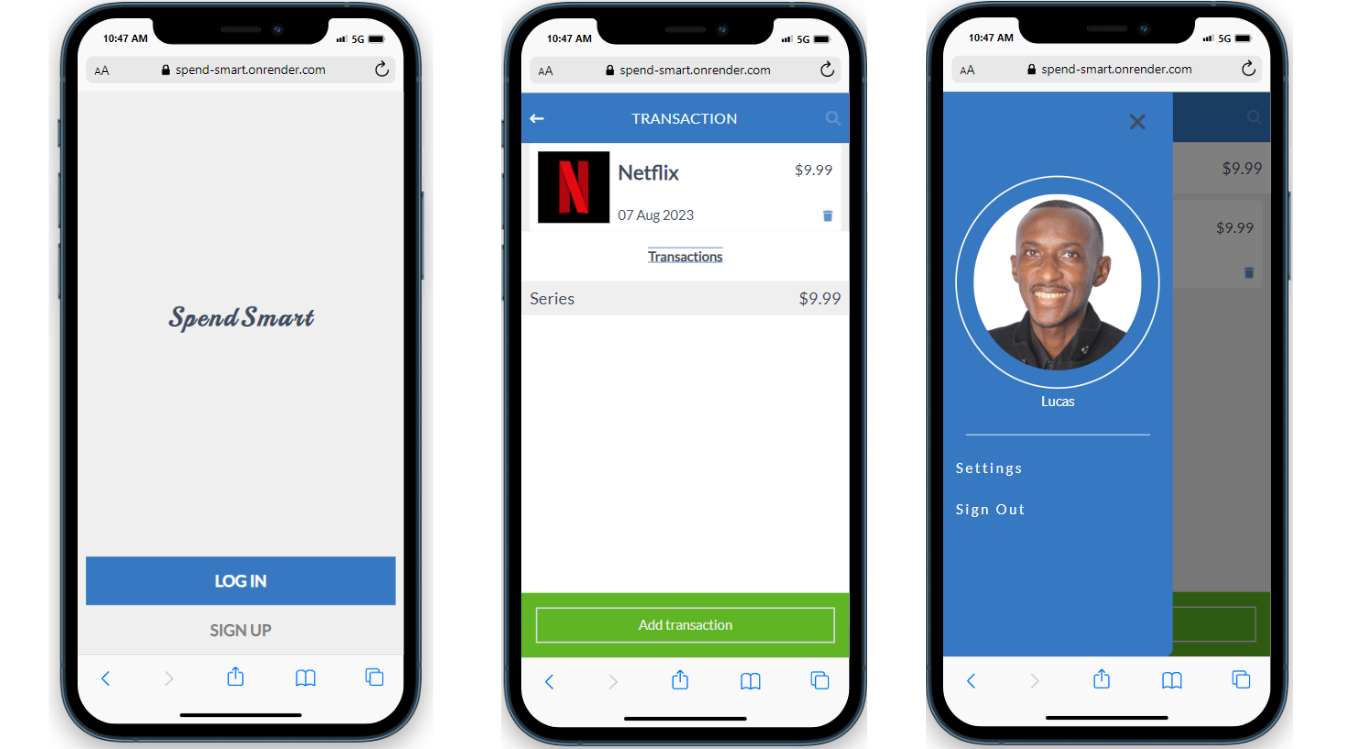 10:47 AM
5G
AA
spend-smart.onrender.com
SpendSmart
LOG IN
SIGN UP
10:47 AM
5G
AA
spend-smart.onrender.com
TRANSACTION
N
Netflix
$9.99
07 Aug 2023
Transactions
Series
$9.99
Add transaction
10:47 AM
5G
AA
spend-smart.onrender.com
$9.99
$9.99
Lucas
Settings
Sign Out